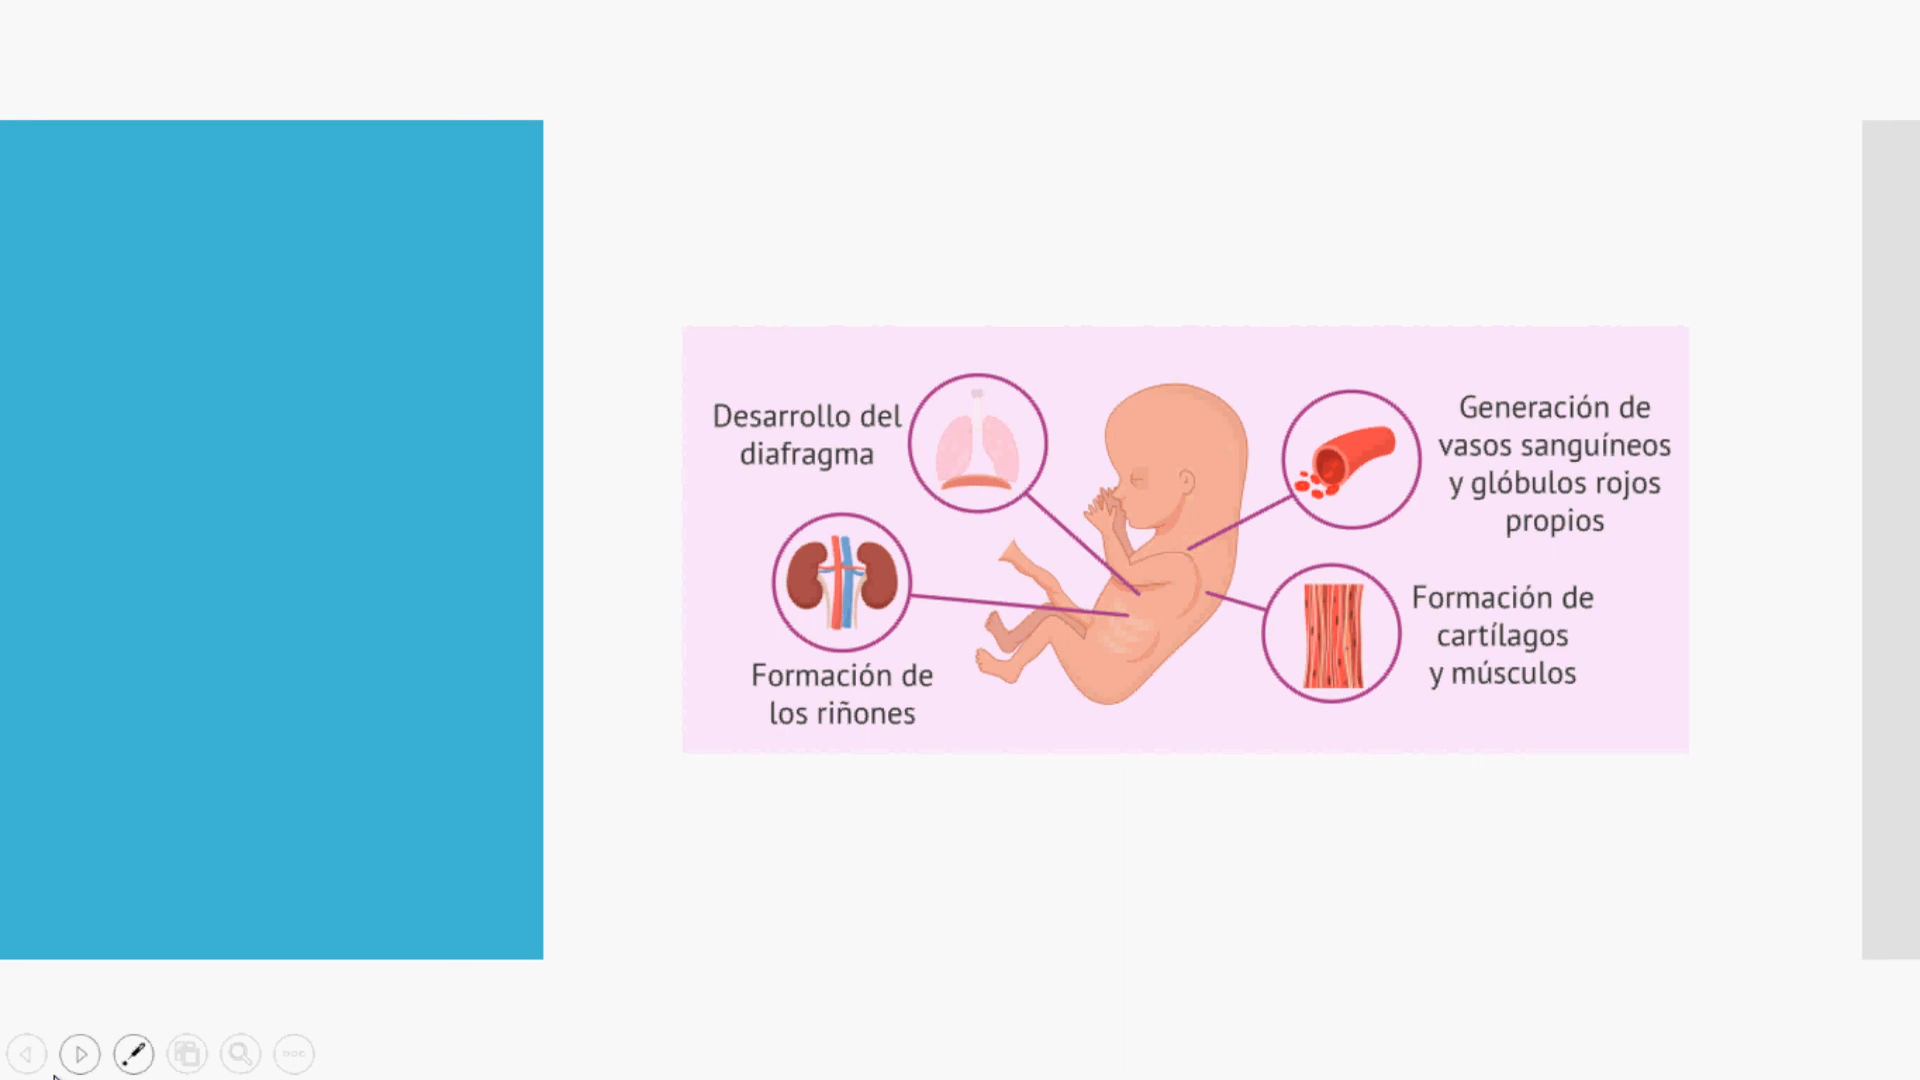 Desarrollo del
diafragma
Formación de
los riñones
Generación de
vasos sanguíneos
y glóbulos rojos
propios
Formación de
cartílagos
y músculos